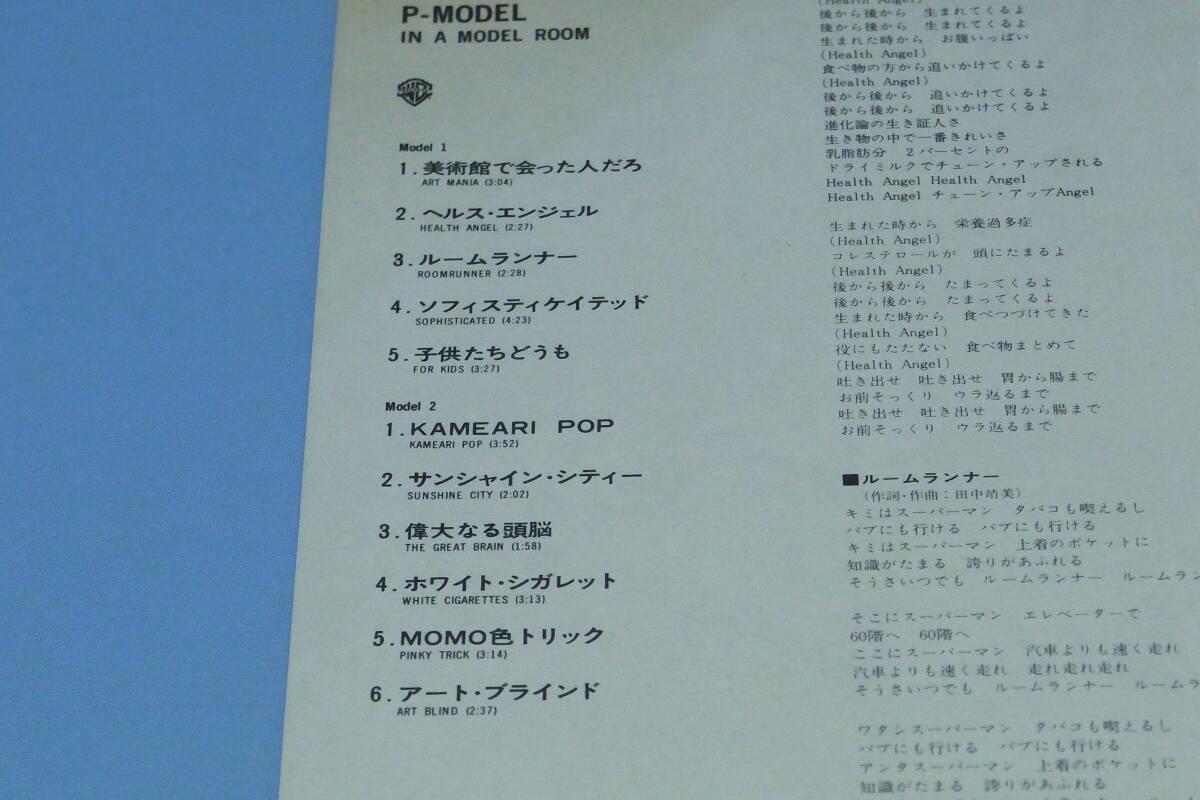 P-MODEL
IN A MODEL ROOM
Model 1
1.美術館で会った人だろ
ART MANIA (3:04)
2.ヘルス・エンジェル
HEALTH ANGEL (2:27)
3.ルームランナー
ROOMRUNNER (2:28)
4.ソフィスティケイテッド
SOPHISTICATED (4:23)
5.子供たちどうも
FOR KIDS (3:27)
Model 2
1.KAMEARI POP
KAMEARI POP (3:52)
2.サンシャイン・シティー
SUNSHINE CITY (2:02)
3.偉大なる頭脳
THE GREAT BRAIN (1:58)
4.ホワイト・シガレット
WHITE CIGARETTES (3:13)
5.MOMO色トリック
PINKY TRICK (3:14)
6.アート・ブラインド
ART BLIND (2:37)
(Health Angel)
後から後から 生まれてくるよ
後から後から 生まれてくるよ
生まれた時から お腹いっぱい
(Health Angel)
食べ物の方から追いかけてくるよ
(Health Angel)
後から後から 追いかけてくるよ
後から後から 追いかけてくるよ
進化論の生き証人さ
生き物の中で一番きれいさ
乳脂肪分 2パーセントの
ドライミルクでチューン・アップされる
Health Angel Health Angel
Health Angel チューン・アップAngel
生まれた時から 栄養過多症
(Health Angel)
コレステロールが 頭にたまるよ
(Health Angel)
後から後から たまってくるよ
後から後から たまってくるよ
生まれた時から 食べつづけてきた
(Health Angel)
役にもたたない 食べ物まとめて
(Health Angel)
吐き出せ 吐き出せ 胃から腸まで
お前そっくり ウラ返るまで
吐き出せ 吐き出せ 胃から腸まで
お前そっくり ウラ返るまで
■ルームランナー
(作詞・作曲:田中靖美)
キミはスーパーマン タバコも喫えるし
パブにも行ける パブにも行ける
キミはスーパーマン 上着のポケットに
知識がたまる 誇りがあふれる
そうさいつでも ルームランナー ルームラン
そこにスーパーマン エレベーターで
60階へ 60階へ
ここにスーパーマン 汽車よりも速く走れ
汽車よりも速く走れ 走れ走れ走れ
そうさいつでも ルームランナー ルームラ
ワタシスーパーマン タバコも喫えるし
パブにも行ける パブにも行ける
アンタスーパーマン 上着のポケットに
知識がたまる 誇りがあふれる